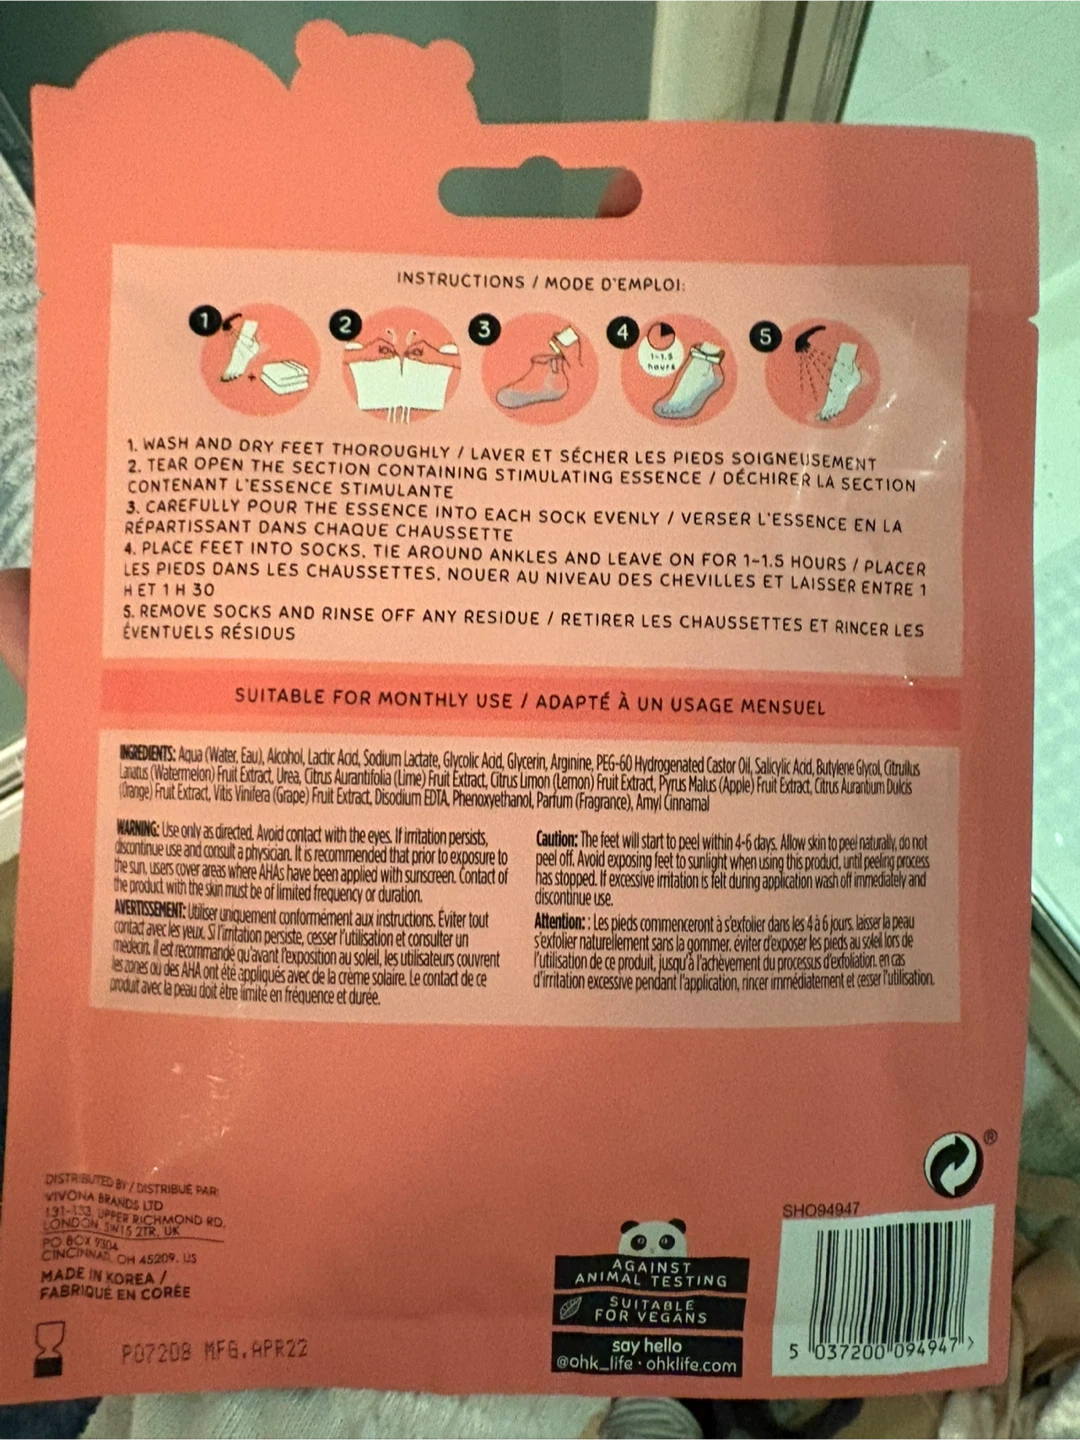 INSTRUCTIONS / MODE D'EMPLOI:
1 2 3 4 5
1-1.5
hours
1. WASH AND DRY FEET THOROUGHLY / LAVER ET SÉCHER LES PIEDS SOIGNEUSEMENT
2. TEAR OPEN THE SECTION CONTAINING STIMULATING ESSENCE / DÉCHIRER LA SECTION
CONTENANT L'ESSENCE STIMULANTE
3. CAREFULLY POUR THE ESSENCE INTO EACH SOCK EVENLY / VERSER L'ESSENCE EN LA
RÉPARTISSANT DANS CHAQUE CHAUSSETTE
4. PLACE FEET INTO SOCKS, TIE AROUND ANKLES AND LEAVE ON FOR 1-1.5 HOURS / PLACER
LES PIEDS DANS LES CHAUSSETTES, NOUER AU NIVEAU DES CHEVILLES ET LAISSER ENTRE 1
H ET 1 H 30
5. REMOVE SOCKS AND RINSE OFF ANY RESIDUE / RETIRER LES CHAUSSETTES ET RINCER LES
ÉVENTUELS RÉSIDUS
SUITABLE FOR MONTHLY USE / ADAPTÉ À UN USAGE MENSUEL
INGREDIENTS: Aqua (Water, Eau), Alcohol, Lactic Acid, Sodium Lactate, Glycolic Acid, Glycerin, Arginine, PEG-60 Hydrogenated Castor Oil, Salicylic Acid, Butylene Glycol, Citrullus
Lanatus (Watermelon) Fruit Extract, Urea, Citrus Aurantifolia (Lime) Fruit Extract, Citrus Limon (Lemon) Fruit Extract, Pyrus Malus (Apple) Fruit Extract, Citrus Aurantium Dulcis
(Orange) Fruit Extract, Vitis Vinifera (Grape) Fruit Extract, Disodium EDTA, Phenoxyethanol, Parfum (Fragrance), Amyl Cinnamal
WARNING: Use only as directed. Avoid contact with the eyes. If irritation persists,
discontinue use and consult a physician. It is recommended that prior to exposure to
the sun, users cover areas where AHAs have been applied with sunscreen. Contact of
the product with the skin must be of limited frequency or duration.
AVERTISSEMENT: Utiliser uniquement conformément aux instructions. Éviter tout
contact avec les yeux. Si l'irritation persiste, cesser l'utilisation et consulter un
médecin. Il est recommandé qu'avant l'exposition au soleil, les utilisateurs couvrent
les zones où des AHA ont été appliqués avec de la crème solaire. Le contact de ce
produit avec la peau doit être limité en fréquence et durée.
Caution: The feet will start to peel within 4-6 days. Allow skin to peel naturally, do not
peel off. Avoid exposing feet to sunlight when using this product, until peeling process
has stopped. If excessive irritation is felt during application wash off immediately and
discontinue use.
Attention: : Les pieds commenceront à s'exfolier dans les 4 à 6 jours. laisser la peau
s'exfolier naturellement sans la gommer, éviter d'exposer les pieds au soleil lors de
l'utilisation de ce produit, jusqu'à l'achèvement du processus d'exfoliation. en cas
d'irritation excessive pendant l'application, rincer immédiatement et cesser l'utilisation.
DISTRIBUTED BY / DISTRIBUÉ PAR:
VIVONA BRANDS LTD
131-133, UPPER RICHMOND RD,
LONDON, SW15 2TR, UK
PO BOX 9304
CINCINNATI, OH 45209, US
MADE IN KOREA /
FABRIQUÉ EN CORÉE
P07208 MFG.APR22
AGAINST
ANIMAL TESTING
SUITABLE
FOR VEGANS
say hello
@ohk_life · ohklife.com
®
SHO94947
5 037200 094947 >